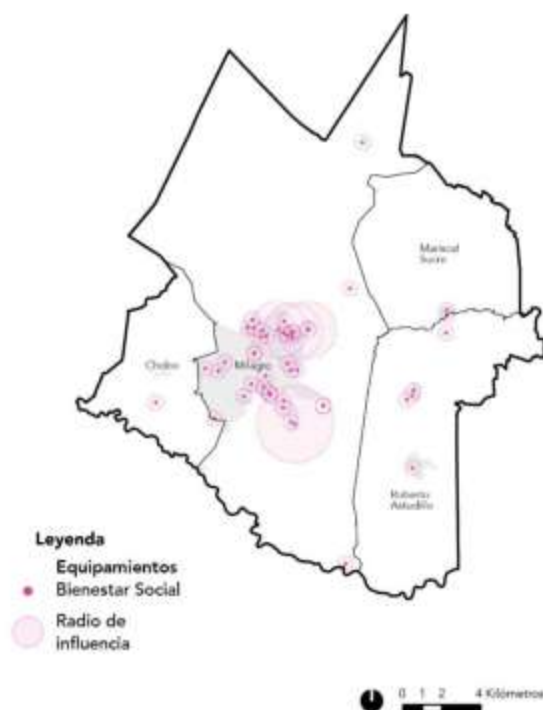 Mariscal
Sucre
Chobo
Milagro
Roberto
Astudillo
Leyenda
Equipamientos
Bienestar Social
Radio de
influencia
0 1 2 4 Kilómetros